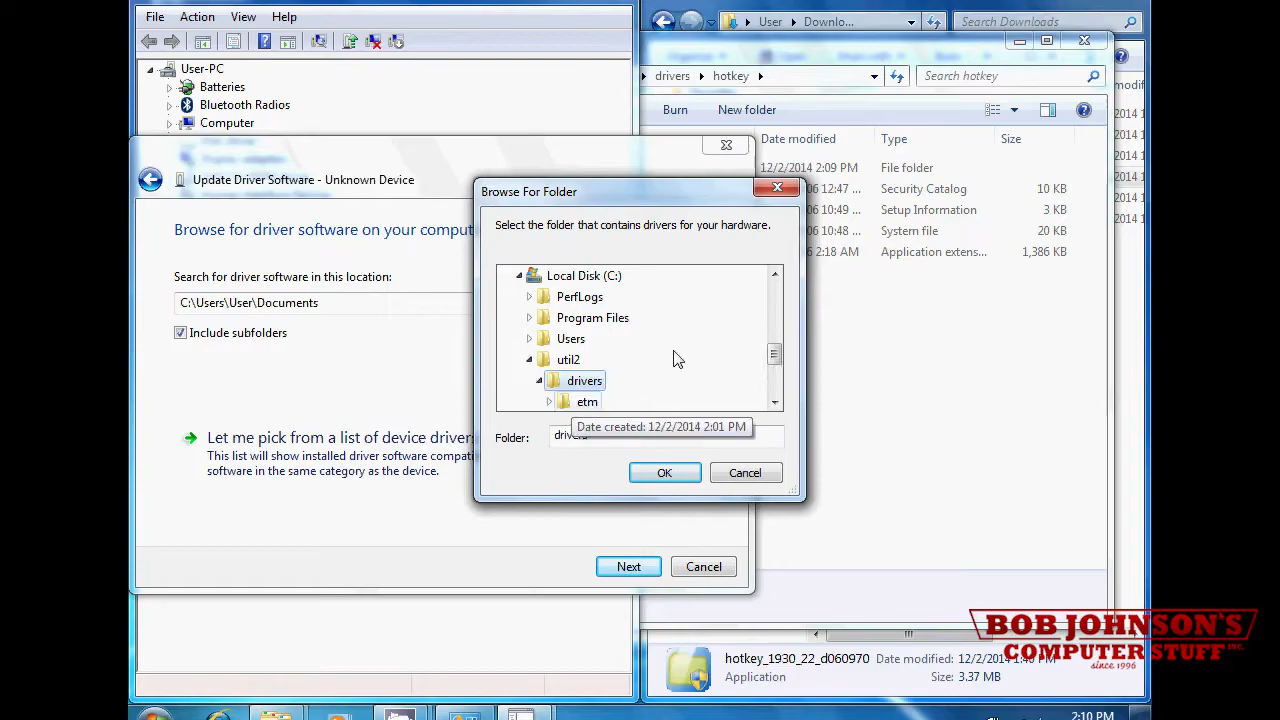 File Action View Help
User-PC
Batteries
Bluetooth Radios
Computer
User Downlo...
Search Downloads
drivers hotkey
Search hotkey
Burn New folder
Date modified Type Size
12/2/2014 2:09 PM File folder
06 12:47 ... Security Catalog 10 KB
06 10:49 ... Setup Information 3 KB
06 10:48 ... System file 20 KB
06 2:18 AM Application extens... 1,386 KB
Update Driver Software - Unknown Device
Browse for driver software on your comput
Search for driver software in this location:
C:\Users\User\Documents
Include subfolders
Let me pick from a list of device drivers
This list will show installed driver software compati
software in the same category as the device.
Next Cancel
Browse For Folder
Select the folder that contains drivers for your hardware.
Local Disk (C:)
PerfLogs
Program Files
Users
util2
drivers
etm
Date created: 12/2/2014 2:01 PM
Folder:
OK Cancel
hotkey_1930_22_d060970 Date modified: 12/2/2014
Application Size: 3.37 MB
BOB JOHNSON'S
COMPUTER STUFF INC.
since 1996
2:10 PM